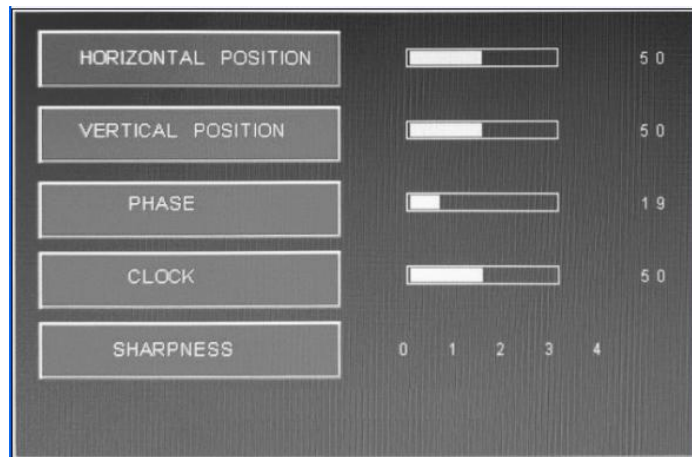 HORIZONTAL POSITION 50
VERTICAL POSITION 50
PHASE 19
CLOCK 50
SHARPNESS 0 1 2 3 4